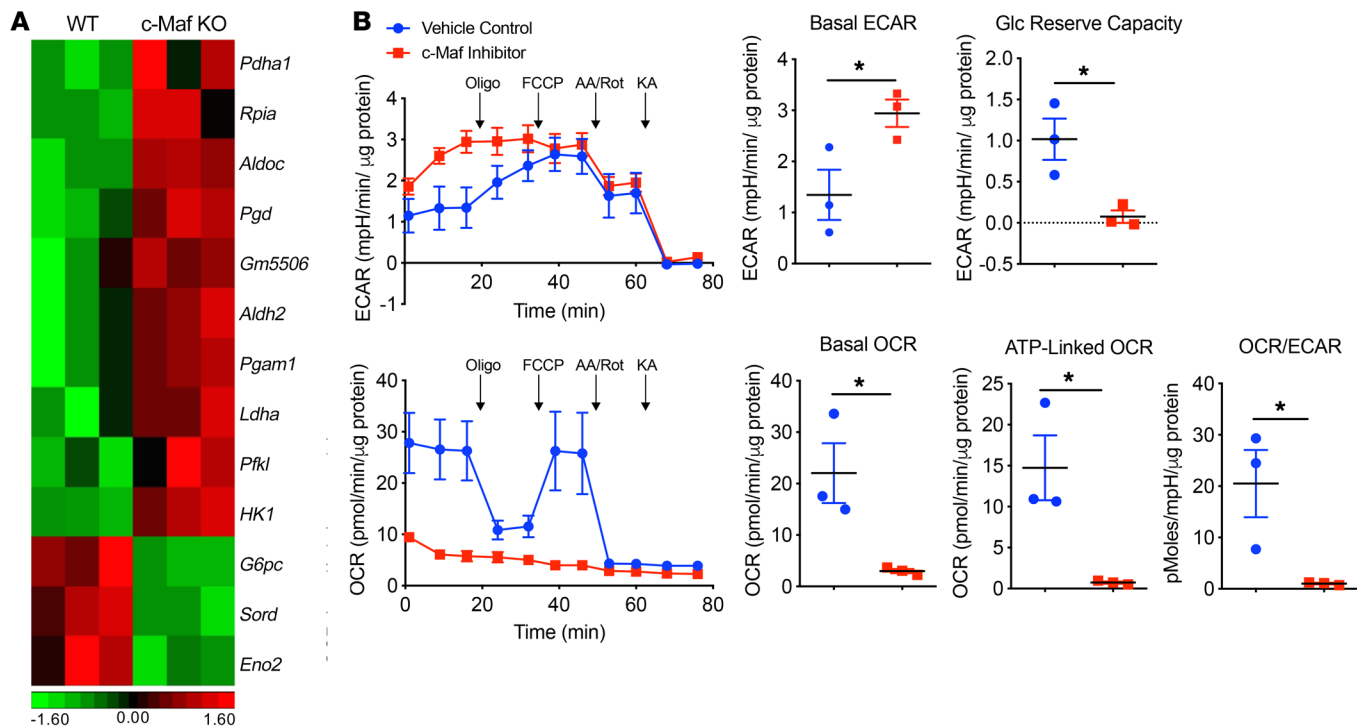 A
WT c-Maf KO
Pdha1
Rpia
Aldoc
Pgd
Gm5506
Aldh2
Pgam1
Ldha
Pfkl
HK1
G6pc
Sord
Eno2
-1.60 0.00 1.60
B
Vehicle Control
c-Maf Inhibitor
Oligo FCCP AA/Rot KA
ECAR (mpH/min/ µg protein)
4
3
2
1
0
-1
20 40 60 80
Time (min)
Basal ECAR
*
ECAR (mpH/min/ µg protein)
4
3
2
1
0
Glc Reserve Capacity
*
ECAR (mpH/min/ µg protein)
2.0
1.5
1.0
0.5
0.0
-0.5
Oligo FCCP AA/Rot KA
OCR (pmol/min/µg protein)
40
30
20
10
0
0 20 40 60 80
Time (min)
Basal OCR
*
OCR (pmol/min/µg protein)
40
30
20
10
0
ATP-Linked OCR
*
OCR (pmol/min/µg protein)
25
20
15
10
5
0
OCR/ECAR
*
pMoles/mpH/µg protein
40
30
20
10
0